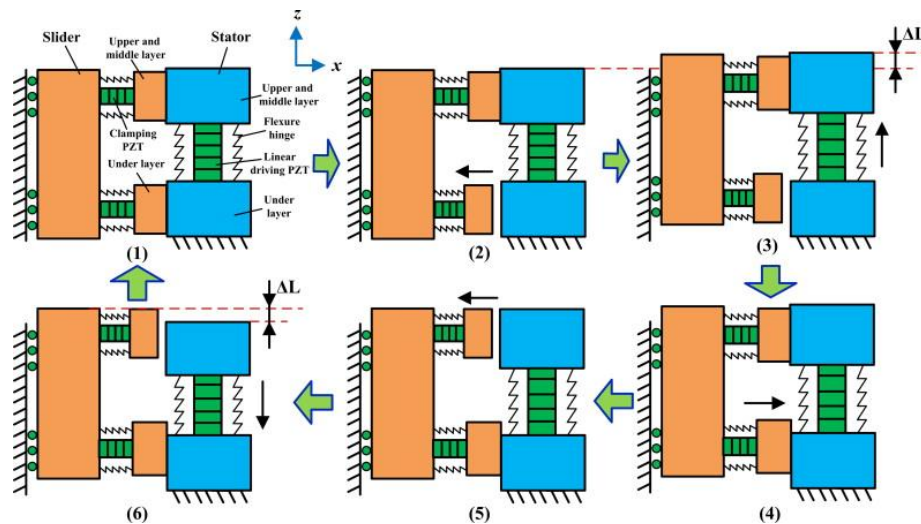 Slider
Upper and
middle layer
Stator
z
x
Upper and
middle layer
Flexure
hinge
Clamping
PZT
Linear
driving PZT
Under layer
Under
layer
(1)
(2)
ΔL
(3)
ΔL
(6)
(5)
(4)